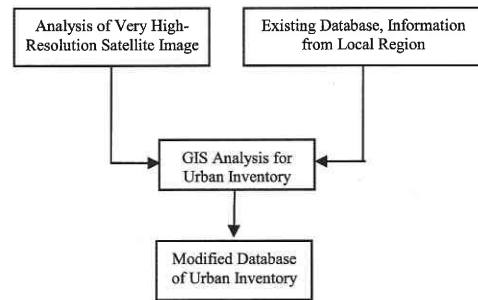 Analysis of Very High-
Resolution Satellite Image
Existing Database, Information
from Local Region
GIS Analysis for
Urban Inventory
Modified Database
of Urban Inventory